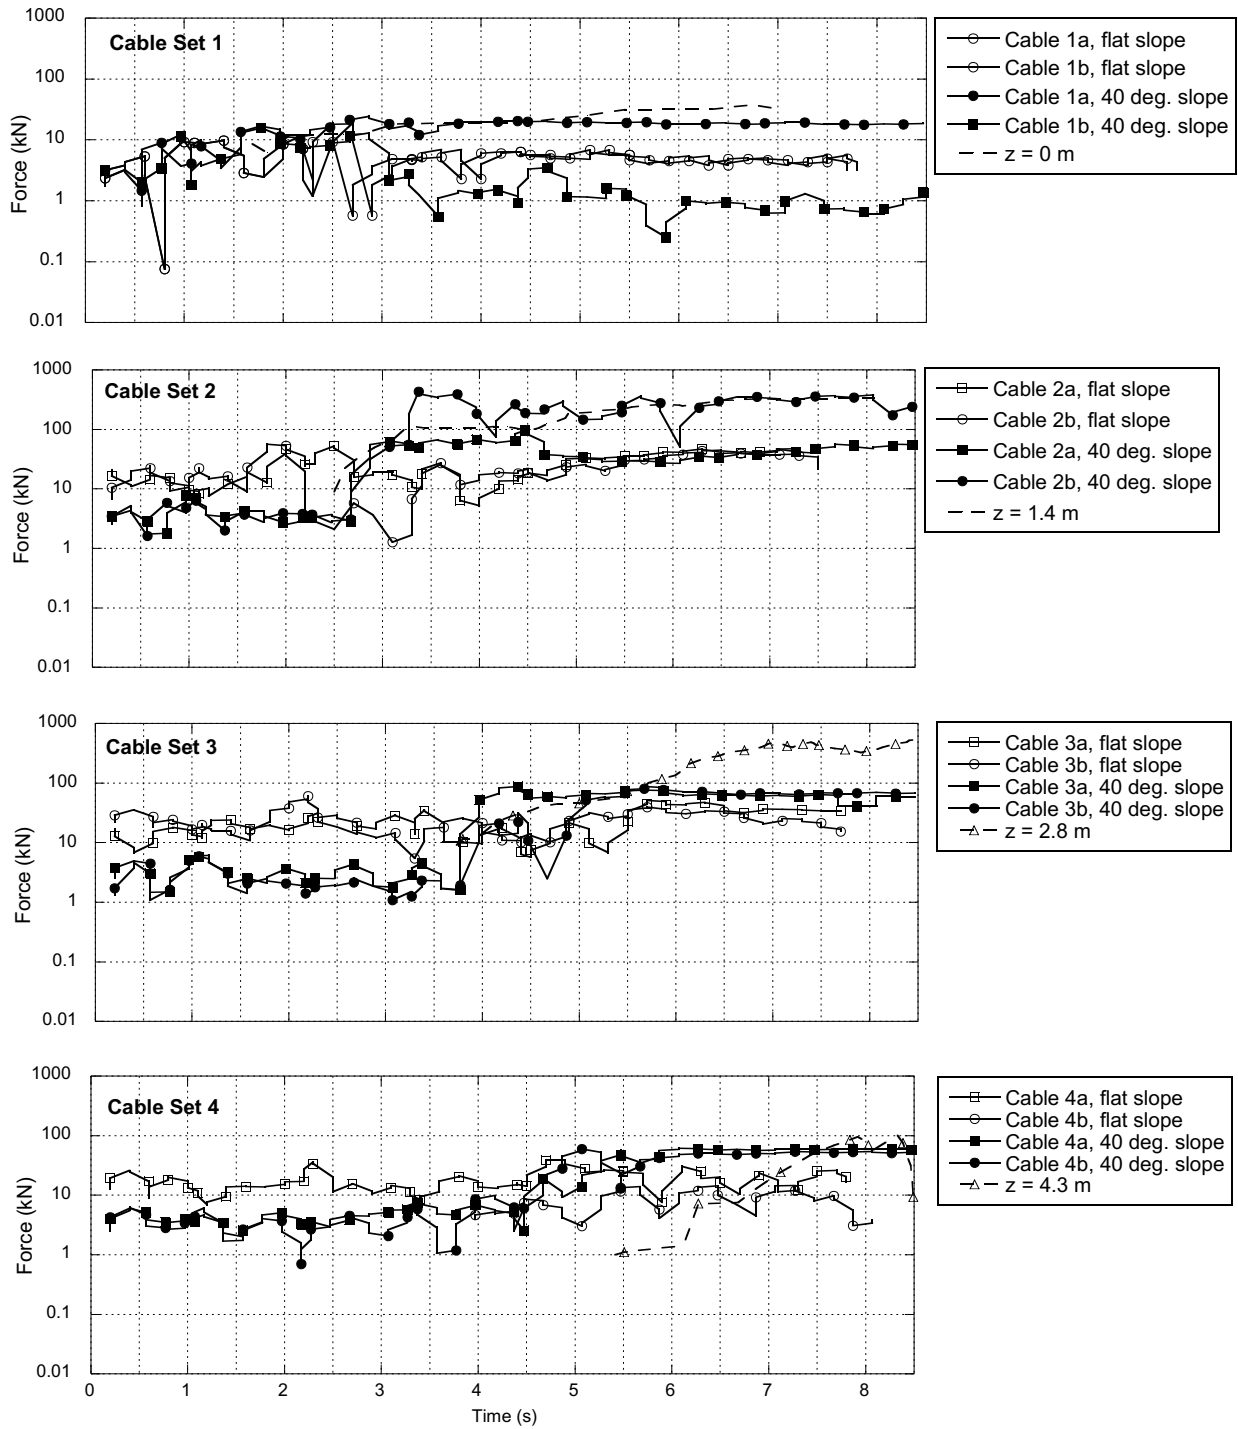 Cable Set 1
1000
100
10
1
0.1
0.01
Force (kN)
Cable 1a, flat slope
Cable 1b, flat slope
Cable 1a, 40 deg. slope
Cable 1b, 40 deg. slope
z = 0 m
Cable Set 2
1000
100
10
1
0.1
0.01
Force (kN)
Cable 2a, flat slope
Cable 2b, flat slope
Cable 2a, 40 deg. slope
Cable 2b, 40 deg. slope
z = 1.4 m
Cable Set 3
1000
100
10
1
0.1
0.01
Force (kN)
Cable 3a, flat slope
Cable 3b, flat slope
Cable 3a, 40 deg. slope
Cable 3b, 40 deg. slope
z = 2.8 m
Cable Set 4
1000
100
10
1
0.1
0.01
Force (kN)
Cable 4a, flat slope
Cable 4b, flat slope
Cable 4a, 40 deg. slope
Cable 4b, 40 deg. slope
z = 4.3 m
0 1 2 3 4 5 6 7 8
Time (s)